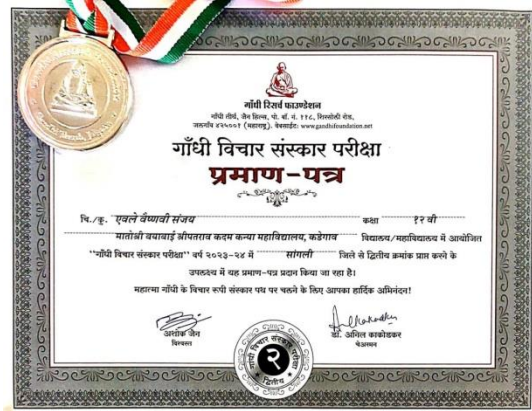 गाँधी रिसर्च फाउण्डेशन
गाँधी तीर्थ, जैन हिल्स, पो. बॉ. नं. ११८, शिरसोली रोड,
जलगाँव ४२५००१ (महाराष्ट्र). वेबसाईट: www.gandhifoundation.net
गाँधी विचार संस्कार परीक्षा
प्रमाण-पत्र
चि./कृ. एवले वैष्णवी संजय कक्षा १२ वी
मातोश्री बयाबाई श्रीपतराव कदम कन्या महाविद्यालय, कडेगाव विद्यालय/महाविद्यालय में आयोजित
"गाँधी विचार संस्कार परीक्षा" वर्ष २०२३-२४ में सांगली जिले से द्वितीय क्रमांक प्राप्त करने के
उपलक्ष्य में यह प्रमाण-पत्र प्रदान किया जा रहा है।
महात्मा गाँधी के विचार रूपी संस्कार पथ पर चलने के लिए आपका हार्दिक अभिनंदन!
अशोक जैन
विश्वस्त
डॉ. अनिल काकोडकर
चेअरमन
गाँधी विचार संस्कार परीक्षा
२
द्वितीय